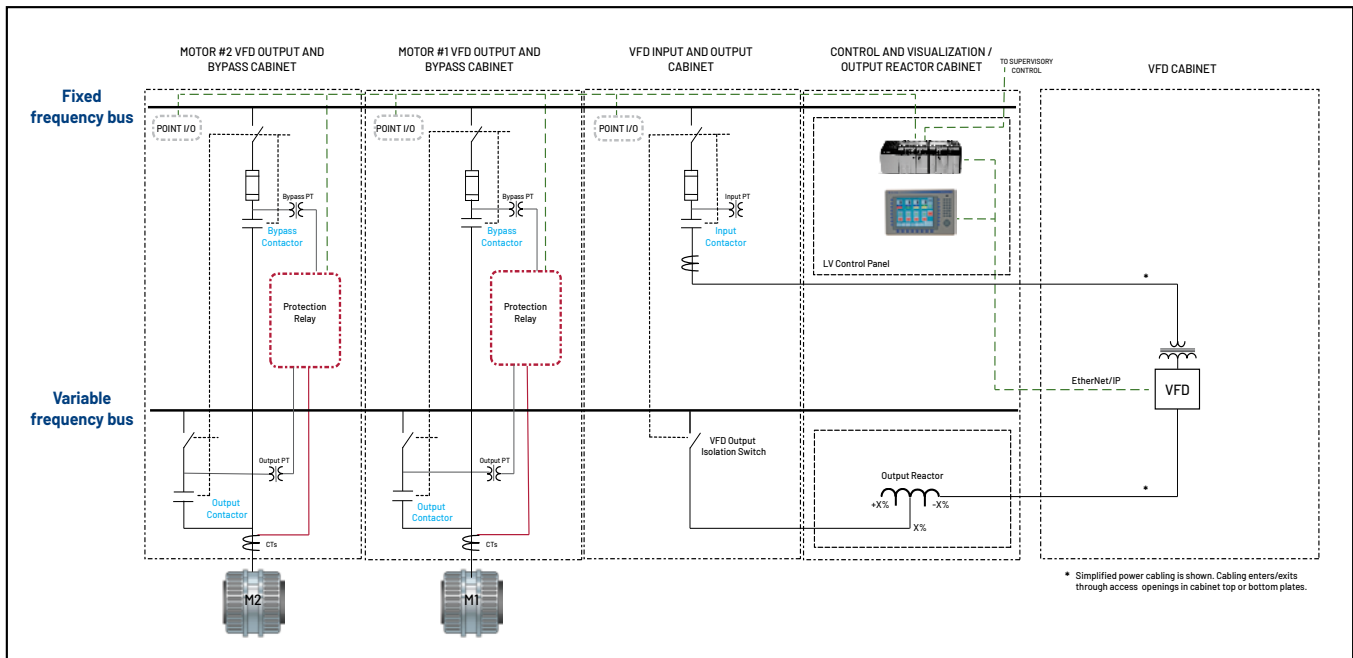 MOTOR #2 VFD OUTPUT AND
BYPASS CABINET
MOTOR #1 VFD OUTPUT AND
BYPASS CABINET
VFD INPUT AND OUTPUT
CABINET
CONTROL AND VISUALIZATION /
OUTPUT REACTOR CABINET
TO SUPERVISORY
CONTROL
VFD CABINET
Fixed
frequency bus
POINT I/O
POINT I/O
POINT I/O
Bypass PT
Bypass PT
Input PT
Bypass
Contactor
Bypass
Contactor
Input
Contactor
LV Control Panel
*
Protection
Relay
Protection
Relay
EtherNet/IP
VFD
Variable
frequency bus
Output PT
Output PT
VFD Output
Isolation Switch
Output Reactor
+X%
-X%
X%
*
Output
Contactor
Output
Contactor
CTs
CTs
M2
M1
* Simplified power cabling is shown. Cabling enters/exits
through access openings in cabinet top or bottom plates.